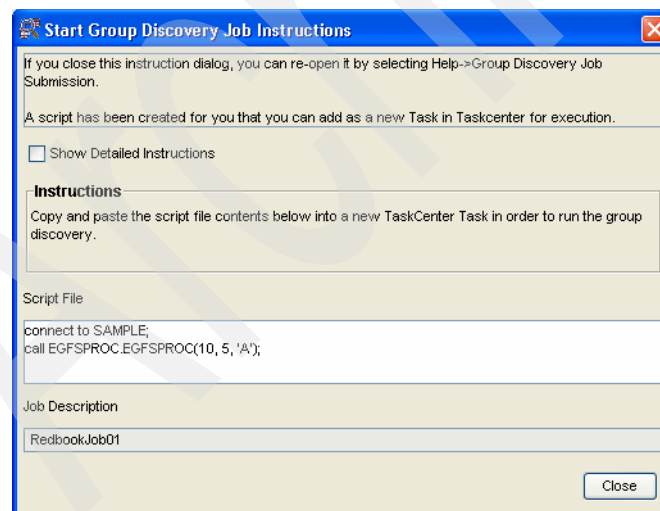 Start Group Discovery Job Instructions
If you close this instruction dialog, you can re-open it by selecting Help->Group Discovery Job
Submission.
A script has been created for you that you can add as a new Task in Taskcenter for execution.
Show Detailed Instructions
Instructions
Copy and paste the script file contents below into a new TaskCenter Task in order to run the group
discovery.
Script File
connect to SAMPLE;
call EGFSPROC.EGFSPROC(10, 5, 'A');
Job Description
RedbookJob01
Close